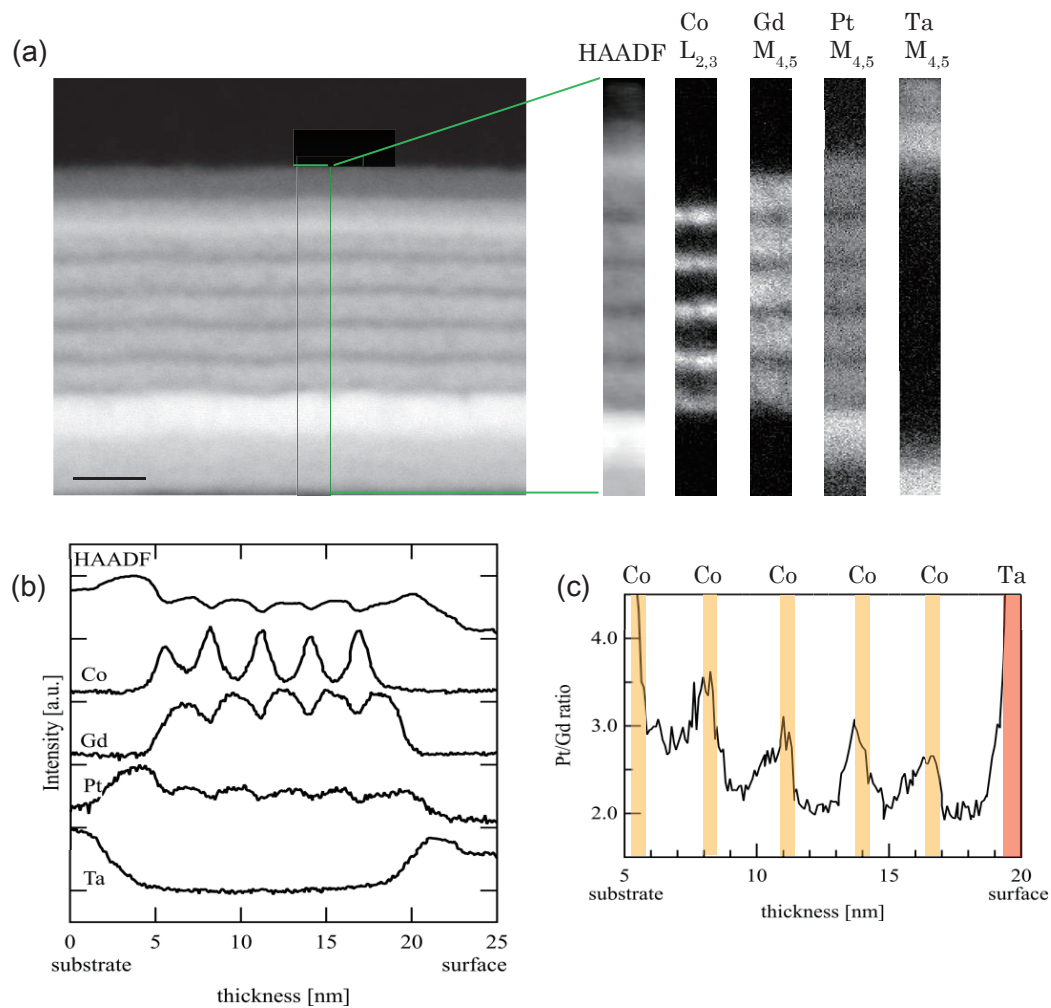 (a)
Co Gd Pt Ta
HAADF L2,3 M4,5 M4,5 M4,5
(b)
HAADF
Co
Gd
Pt
Ta
Intensity [a.u.]
0 5 10 15 20 25
substrate surface
thickness [nm]
(c)
Co Co Co Co Co Ta
4.0
3.0
2.0
Pt/Gd ratio
5 10 15 20
substrate surface
thickness [nm]